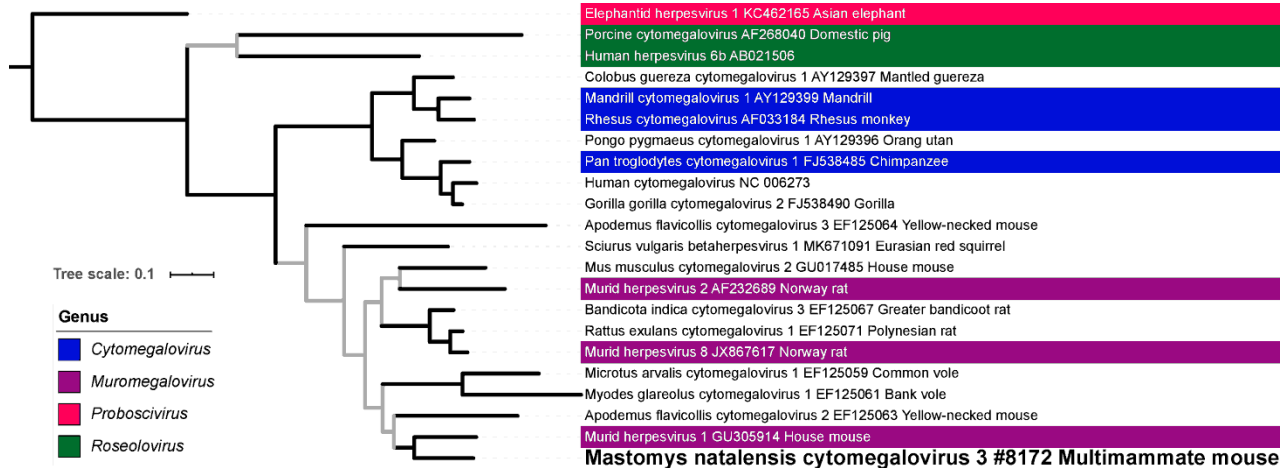 Elephantid herpesvirus 1 KC462165 Asian elephant
Porcine cytomegalovirus AF268040 Domestic pig
Human herpesvirus 6b AB021506
Colobus guereza cytomegalovirus 1 AY129397 Mantled guereza
Mandrill cytomegalovirus 1 AY129399 Mandrill
Rhesus cytomegalovirus AF033184 Rhesus monkey
Pongo pygmaeus cytomegalovirus 1 AY129396 Orang utan
Pan troglodytes cytomegalovirus 1 FJ538485 Chimpanzee
Human cytomegalovirus NC 006273
Gorilla gorilla cytomegalovirus 2 FJ538490 Gorilla
Apodemus flavicollis cytomegalovirus 3 EF125064 Yellow-necked mouse
Sciurus vulgaris betaherpesvirus 1 MK671091 Eurasian red squirrel
Mus musculus cytomegalovirus 2 GU017485 House mouse
Murid herpesvirus 2 AF232689 Norway rat
Bandicota indica cytomegalovirus 3 EF125067 Greater bandicoot rat
Rattus exulans cytomegalovirus 1 EF125071 Polynesian rat
Murid herpesvirus 8 JX867617 Norway rat
Microtus arvalis cytomegalovirus 1 EF125059 Common vole
Myodes glareolus cytomegalovirus 1 EF125061 Bank vole
Apodemus flavicollis cytomegalovirus 2 EF125063 Yellow-necked mouse
Murid herpesvirus 1 GU305914 House mouse
Mastomys natalensis cytomegalovirus 3 #8172 Multimammate mouse
Tree scale: 0.1
Genus
Cytomegalovirus
Muromegalovirus
Proboscivirus
Roseolovirus